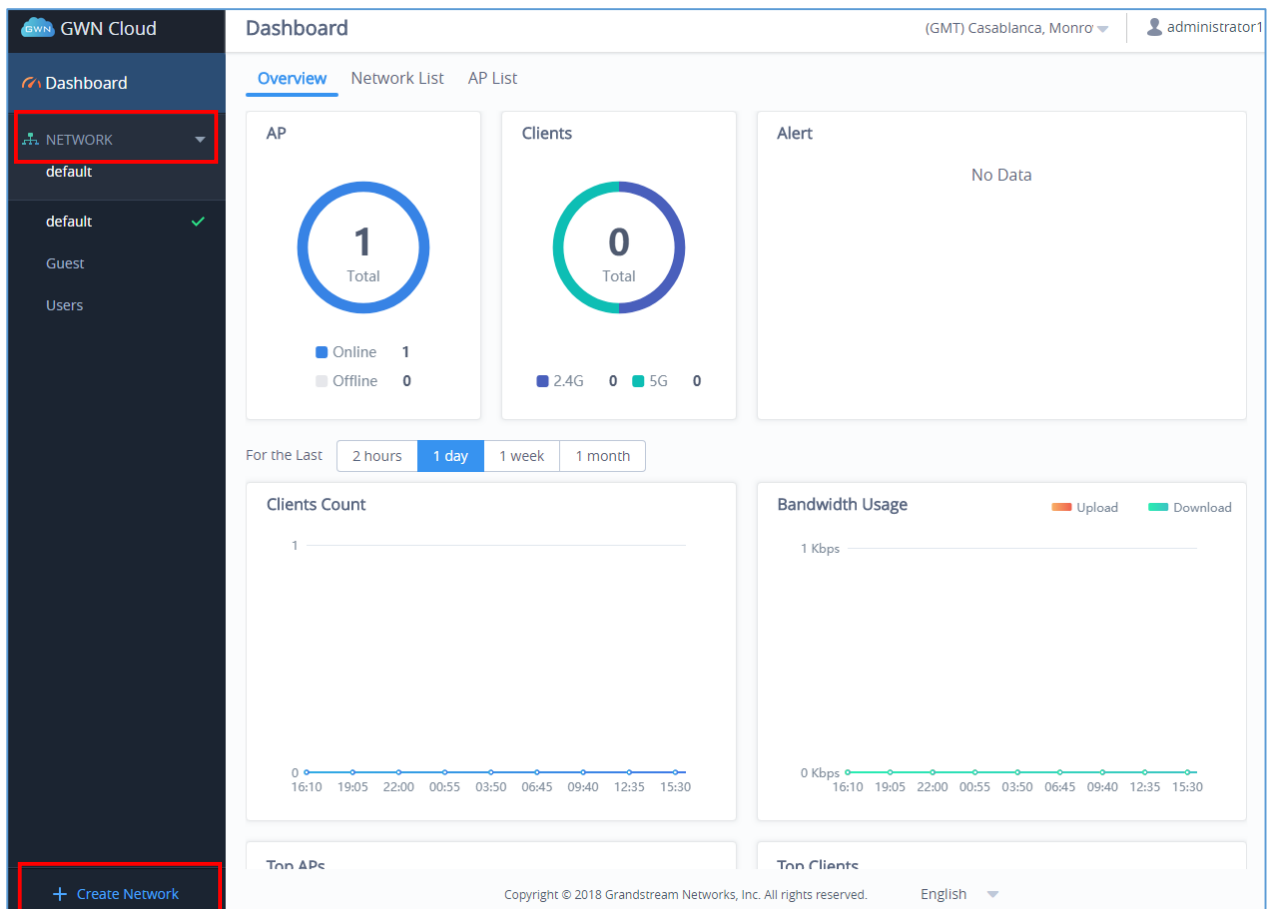 GWN GWN Cloud
Dashboard
(GMT) Casablanca, Monro
administrator1
Dashboard
NETWORK
default
default
Guest
Users
+ Create Network
Overview Network List AP List
AP
1
Total
Online 1
Offline 0
Clients
0
Total
2.4G 0 5G 0
Alert
No Data
For the Last 2 hours 1 day 1 week 1 month
Clients Count
1
0
16:10 19:05 22:00 00:55 03:50 06:45 09:40 12:35 15:30
Bandwidth Usage
Upload Download
1 Kbps
0 Kbps
16:10 19:05 22:00 00:55 03:50 06:45 09:40 12:35 15:30
Top APs
Top Clients
Copyright © 2018 Grandstream Networks, Inc. All rights reserved.
English